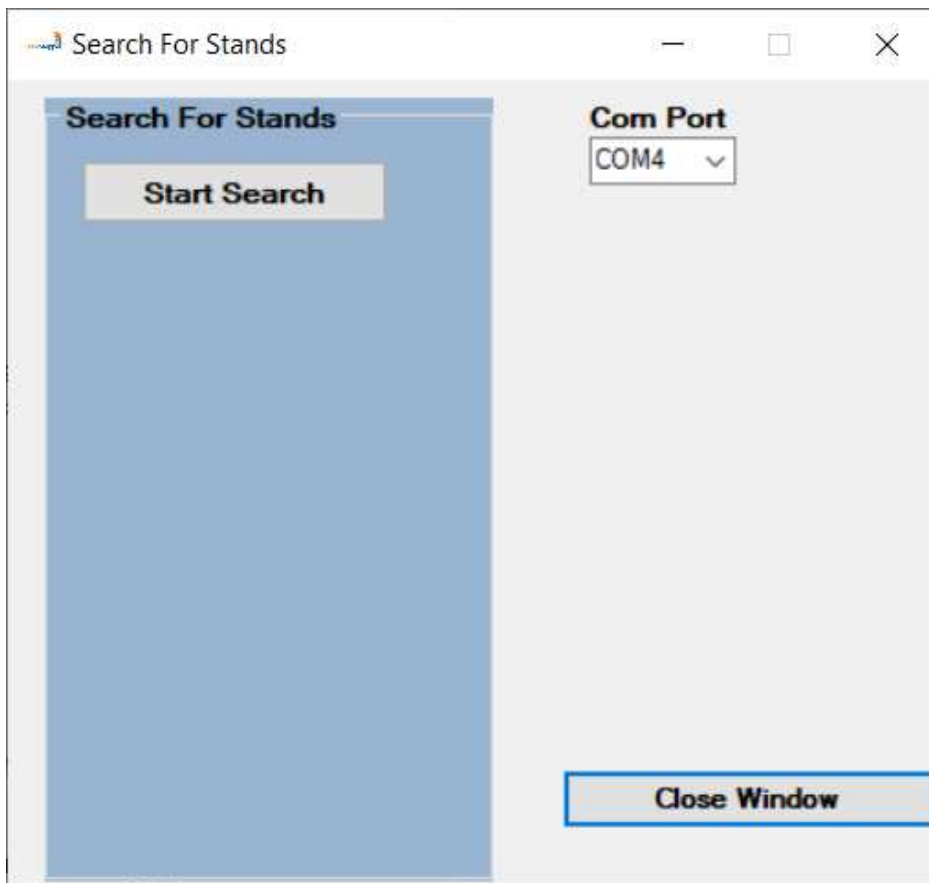 Search For Stands
Search For Stands
Start Search
Com Port
COM4
Close Window